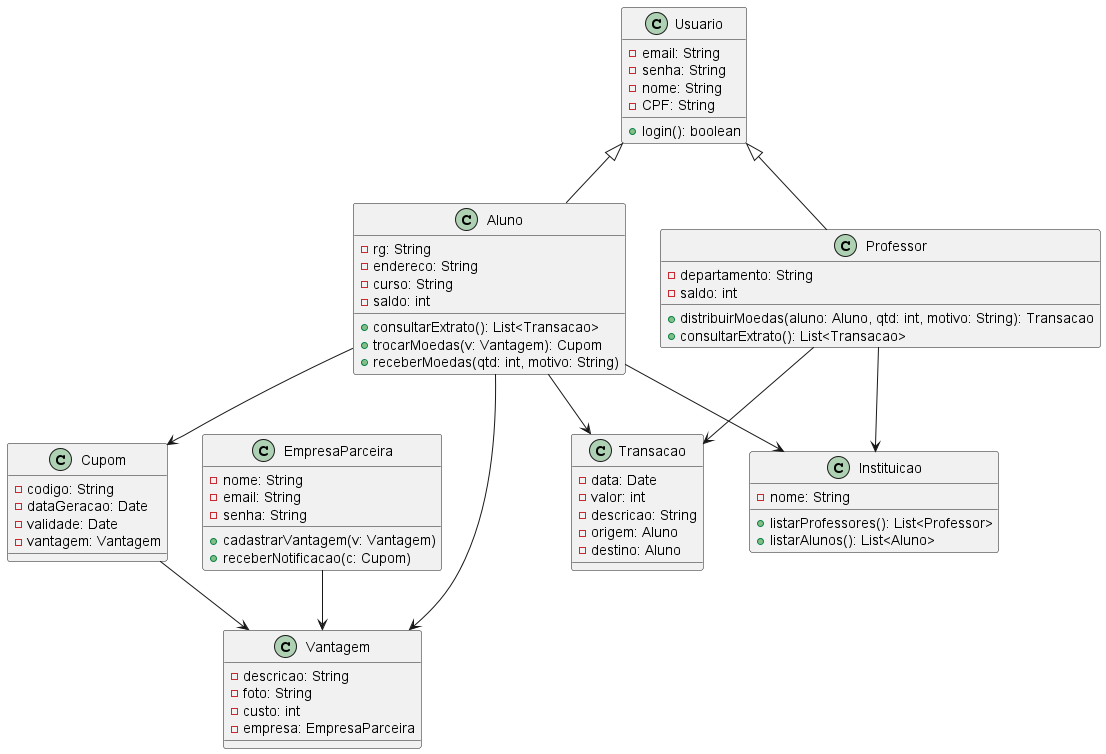 C Usuario
email: String
senha: String
nome: String
CPF: String
login(): boolean
C Aluno
rg: String
endereco: String
curso: String
saldo: int
consultarExtrato(): List<Transacao>
trocarMoedas(v: Vantagem): Cupom
receberMoedas(qtd: int, motivo: String)
C Professor
departamento: String
saldo: int
distribuirMoedas(aluno: Aluno, qtd: int, motivo: String): Transacao
consultarExtrato(): List<Transacao>
C Cupom
codigo: String
dataGeracao: Date
validade: Date
vantagem: Vantagem
C EmpresaParceira
nome: String
email: String
senha: String
cadastrarVantagem(v: Vantagem)
receberNotificacao(c: Cupom)
C Transacao
data: Date
valor: int
descricao: String
origem: Aluno
destino: Aluno
C Instituicao
nome: String
listarProfessores(): List<Professor>
listarAlunos(): List<Aluno>
C Vantagem
descricao: String
foto: String
custo: int
empresa: EmpresaParceira